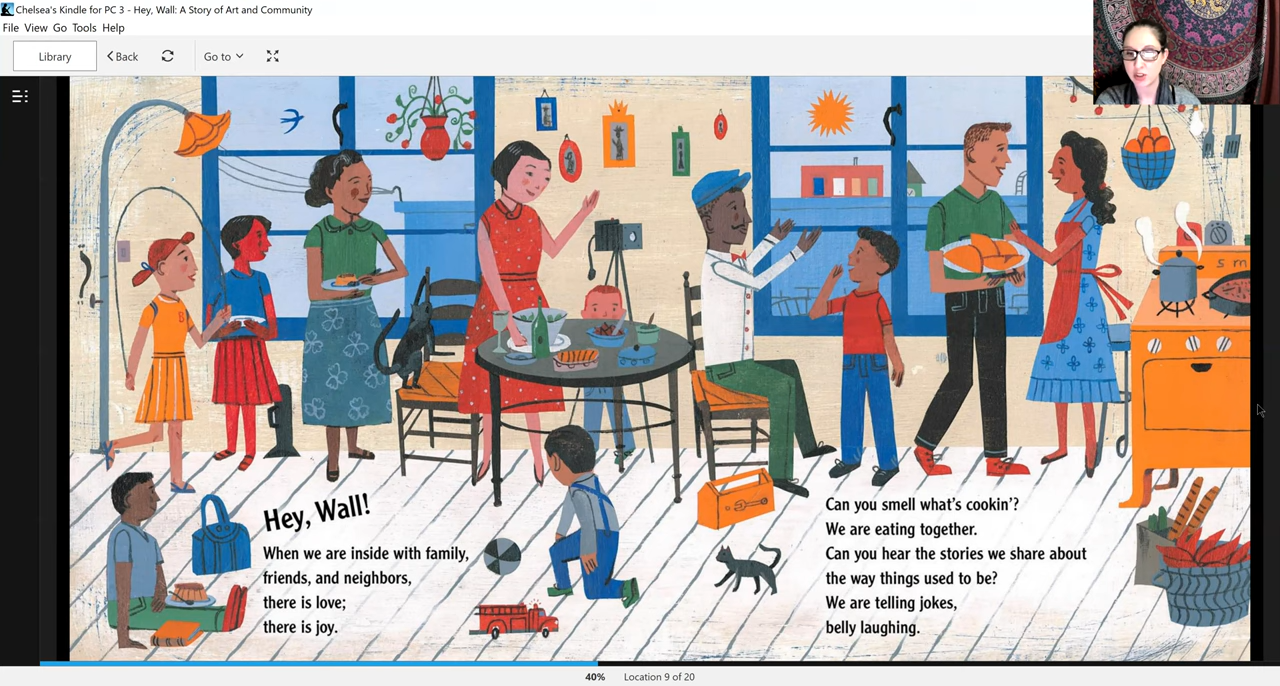 Chelsea's Kindle for PC 3 - Hey, Wall: A Story of Art and Community
File View Go Tools Help
Library Back Go to
B
s m
Hey, Wall!
When we are inside with family,
friends, and neighbors,
there is love;
there is joy.
Can you smell what's cookin'?
We are eating together.
Can you hear the stories we share about
the way things used to be?
We are telling jokes,
belly laughing.
40% Location 9 of 20